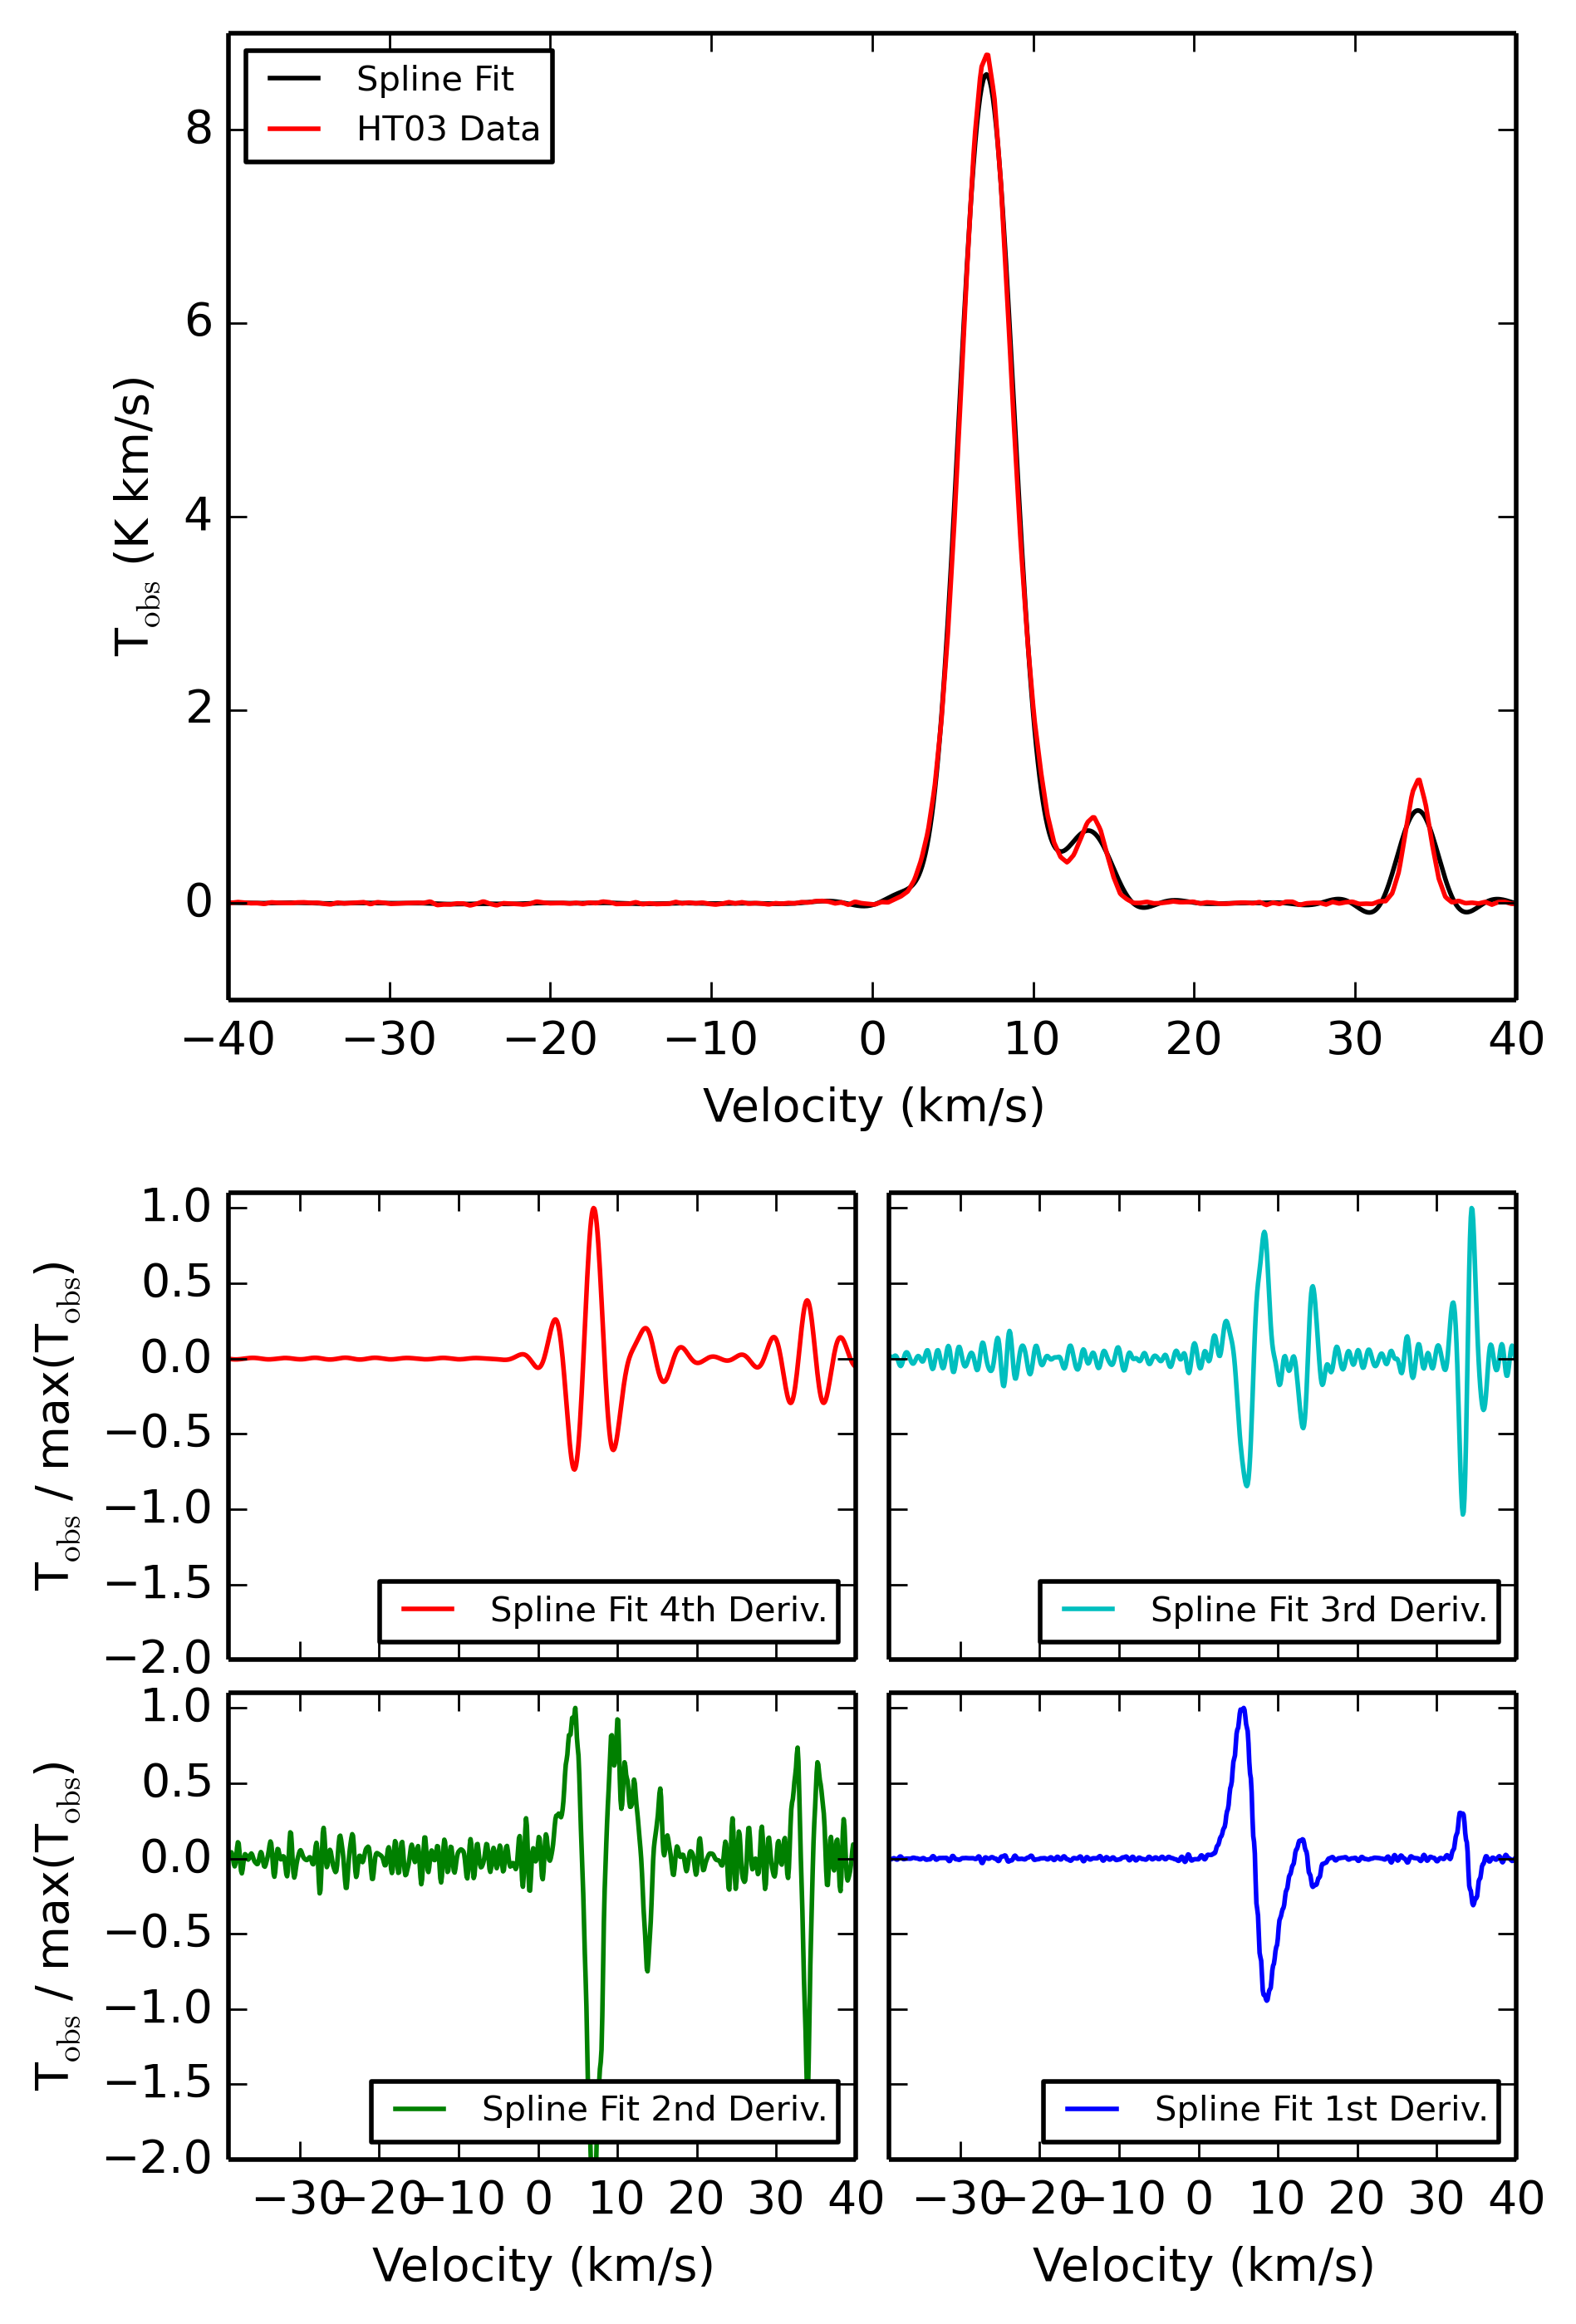 Spline Fit
HT03 Data
8
6
4
2
0
T_obs (K km/s)
−40 −30 −20 −10 0 10 20 30 40
Velocity (km/s)
1.0
0.5
0.0
−0.5
−1.0
−1.5
−2.0
T_obs / max(T_obs)
Spline Fit 4th Deriv.
Spline Fit 3rd Deriv.
1.0
0.5
0.0
−0.5
−1.0
−1.5
−2.0
T_obs / max(T_obs)
Spline Fit 2nd Deriv.
Spline Fit 1st Deriv.
−30 −20 −10 0 10 20 30 40
−30 −20 −10 0 10 20 30 40
Velocity (km/s)
Velocity (km/s)